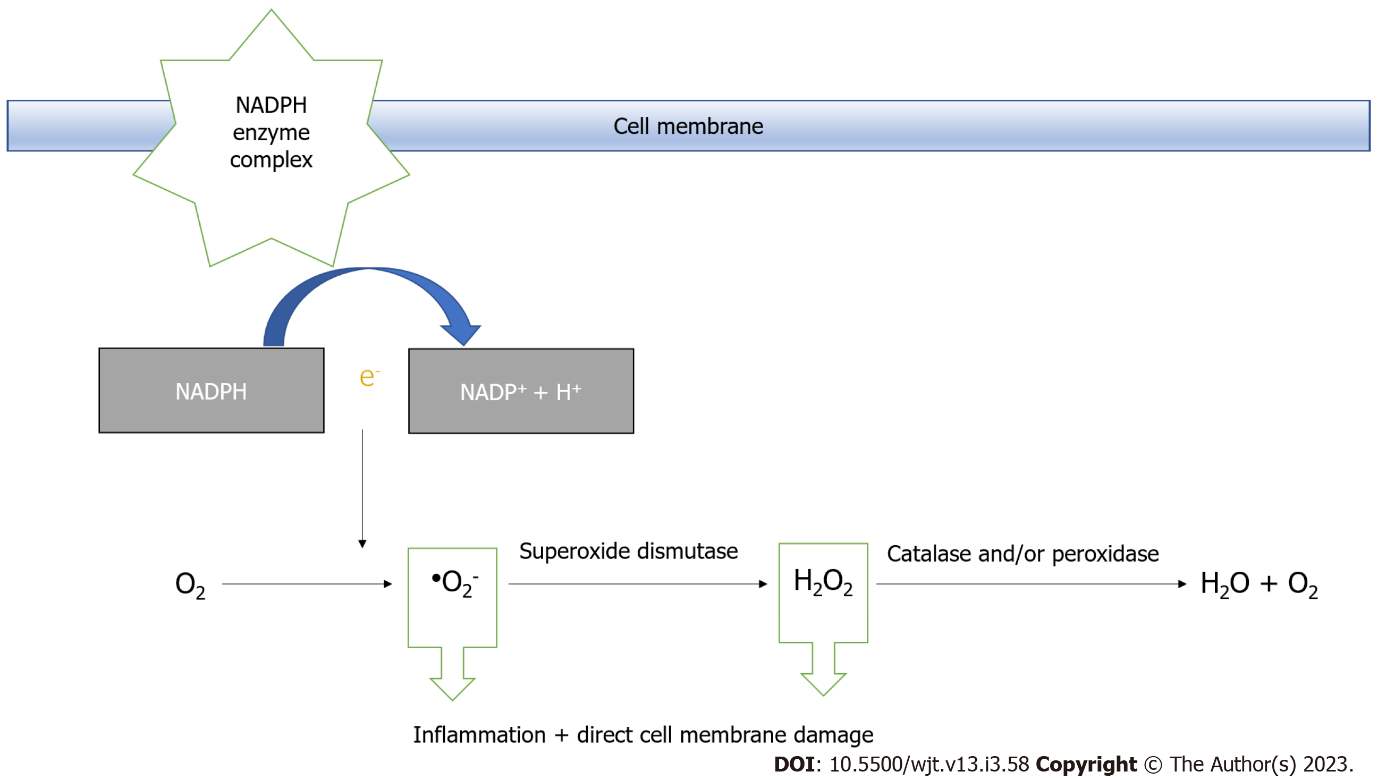 NADPH
enzyme
complex
Cell membrane
NADPH
e⁻
NADP⁺ + H⁺
Superoxide dismutase
Catalase and/or peroxidase
O₂
•O₂⁻
H₂O₂
H₂O + O₂
Inflammation + direct cell membrane damage
DOI: 10.5500/wjt.v13.i3.58 Copyright © The Author(s) 2023.